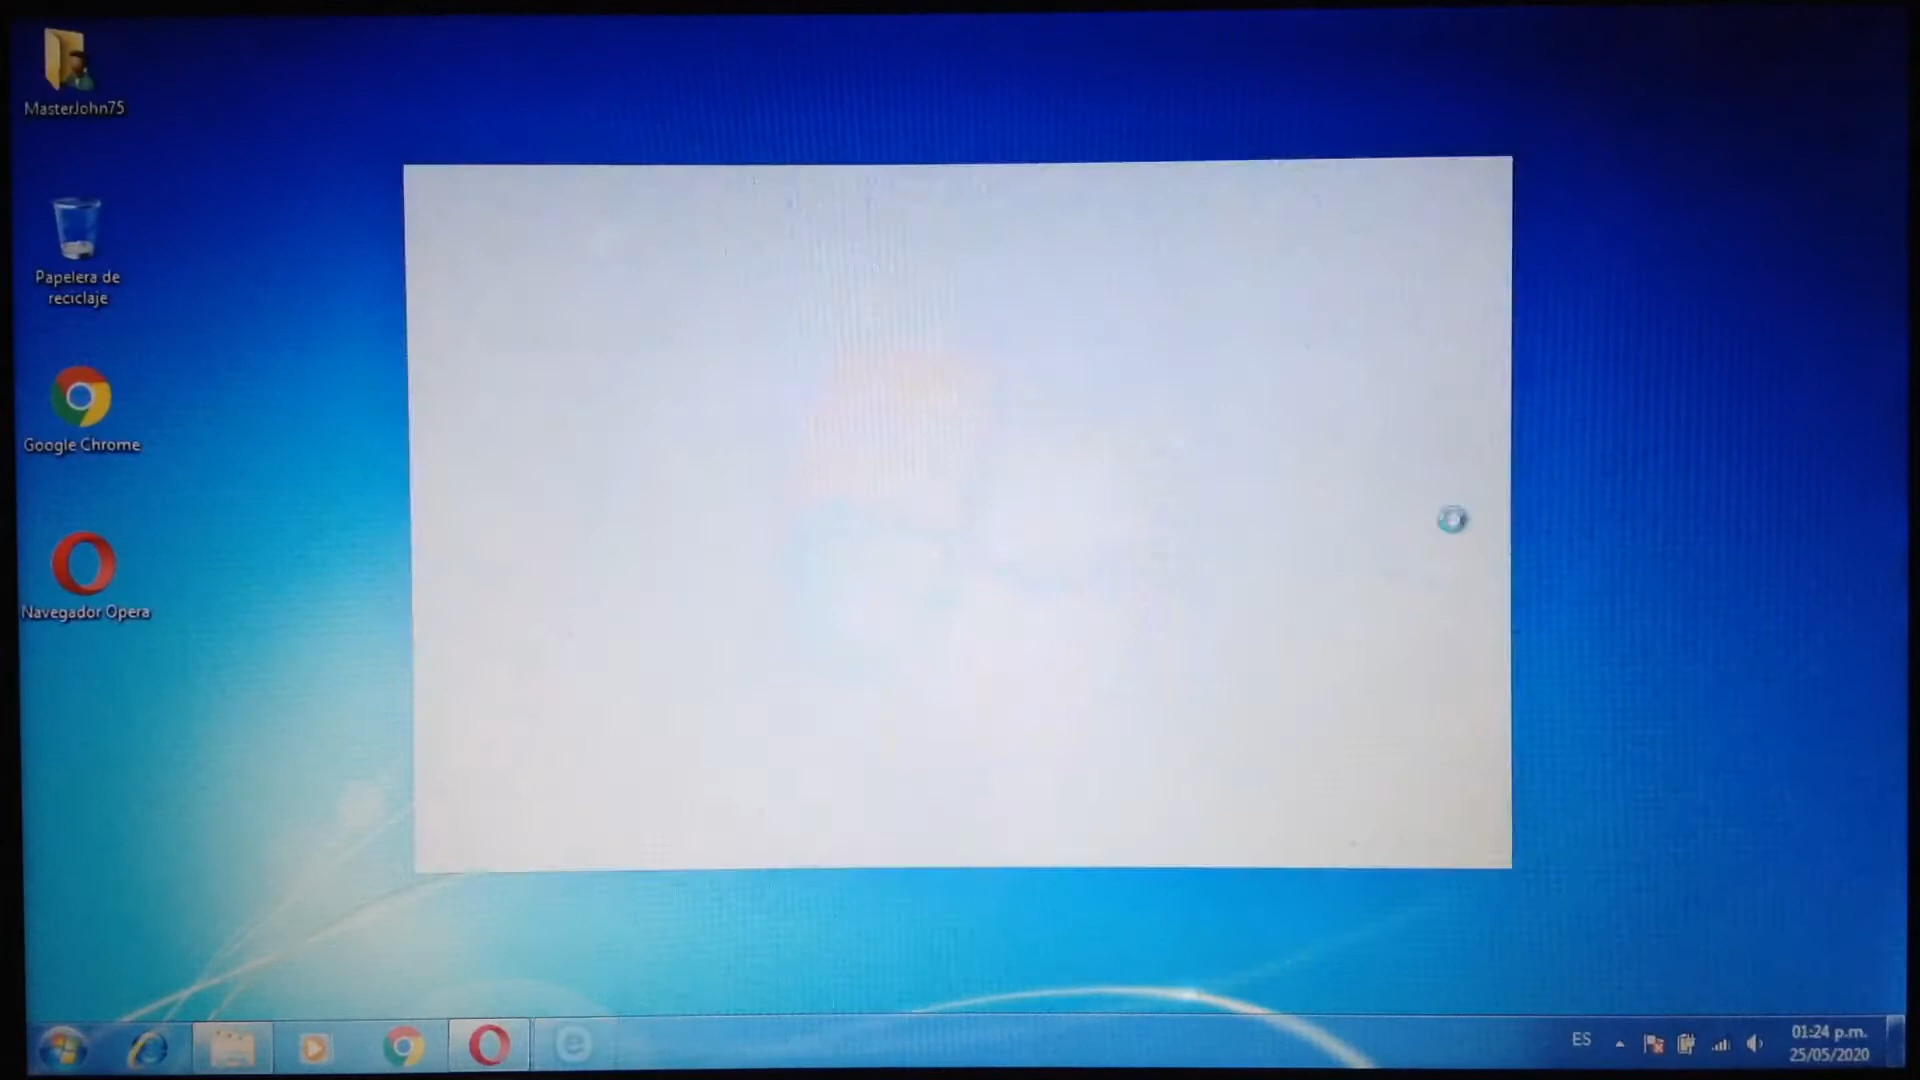 MasterJohn75
Papelera de
reciclaje
Google Chrome
Navegador Opera
ES
01:24 p.m.
25/05/2020